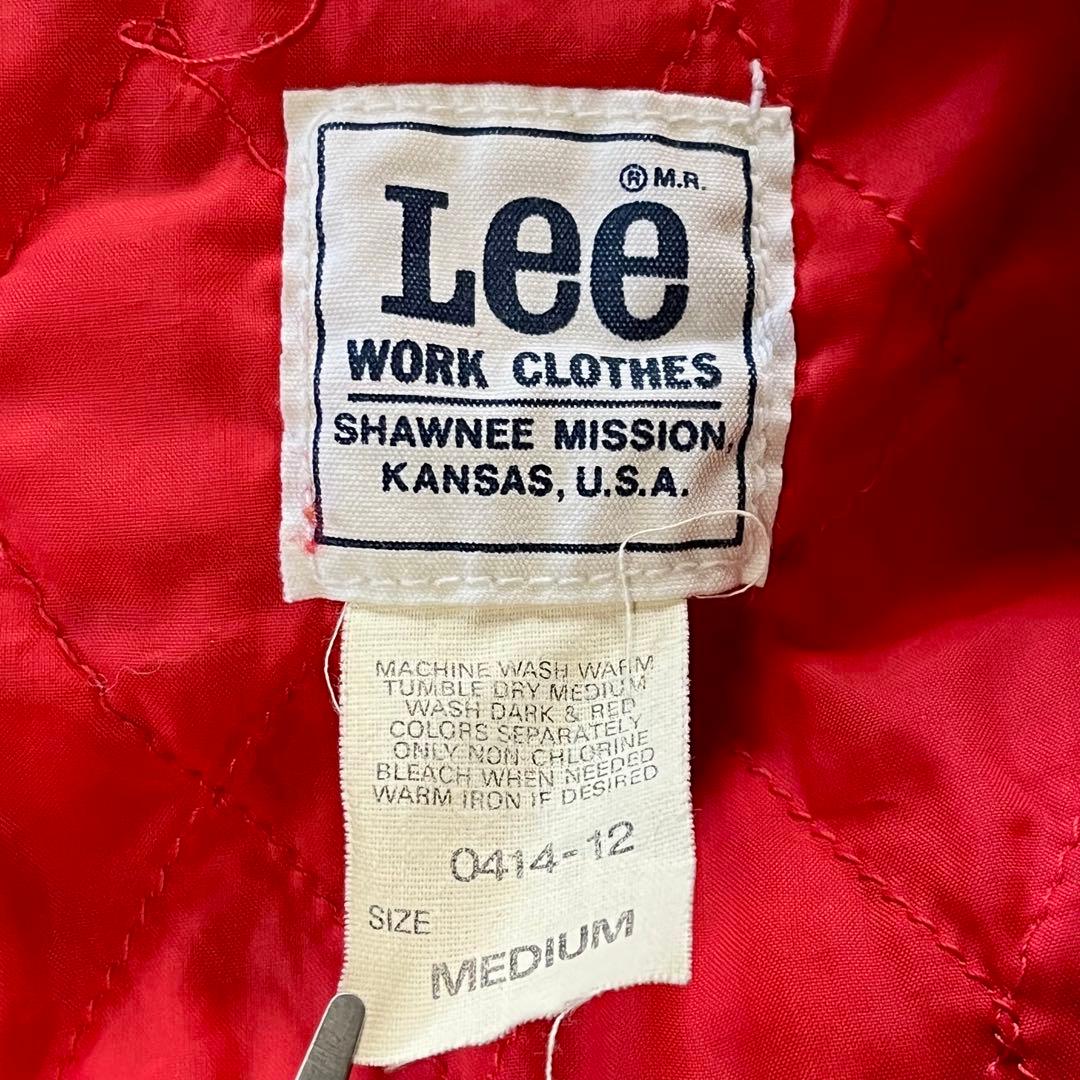 ® M.R.
Lee
WORK CLOTHES
SHAWNEE MISSION,
KANSAS, U.S.A.
MACHINE WASH WARM
TUMBLE DRY MEDIUM
WASH DARK & RED
COLORS SEPARATELY
ONLY NON CHLORINE
BLEACH WHEN NEEDED
WARM IRON IF DESIRED
0414-12
SIZE
MEDIUM